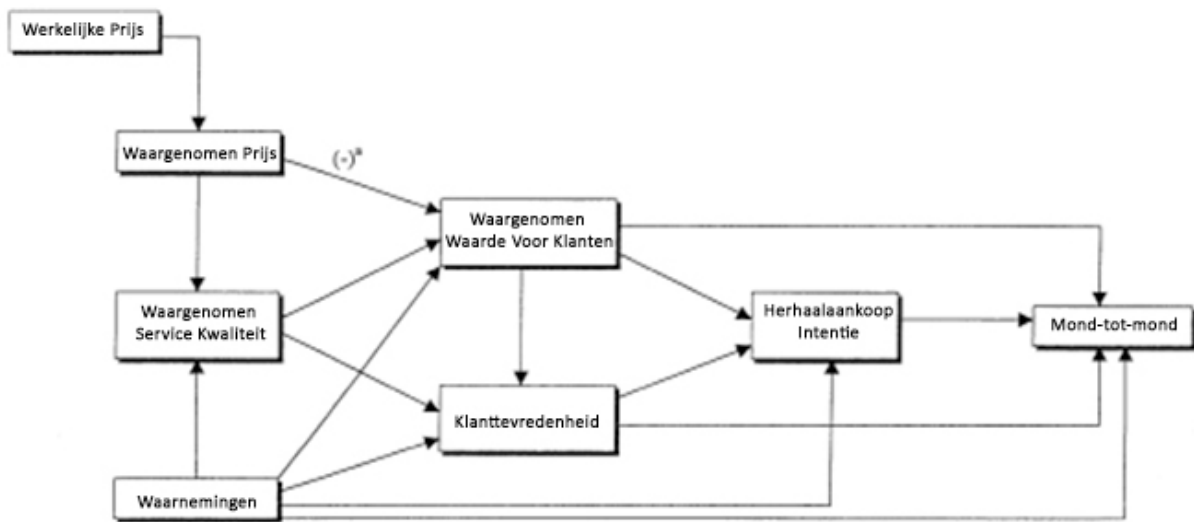 Werkelijke Prijs
Waargenomen Prijs
(-)ª
Waargenomen
Waarde Voor Klanten
Waargenomen
Service Kwaliteit
Herhaalaankoop
Intentie
Mond-tot-mond
Klanttevredenheid
Waarnemingen